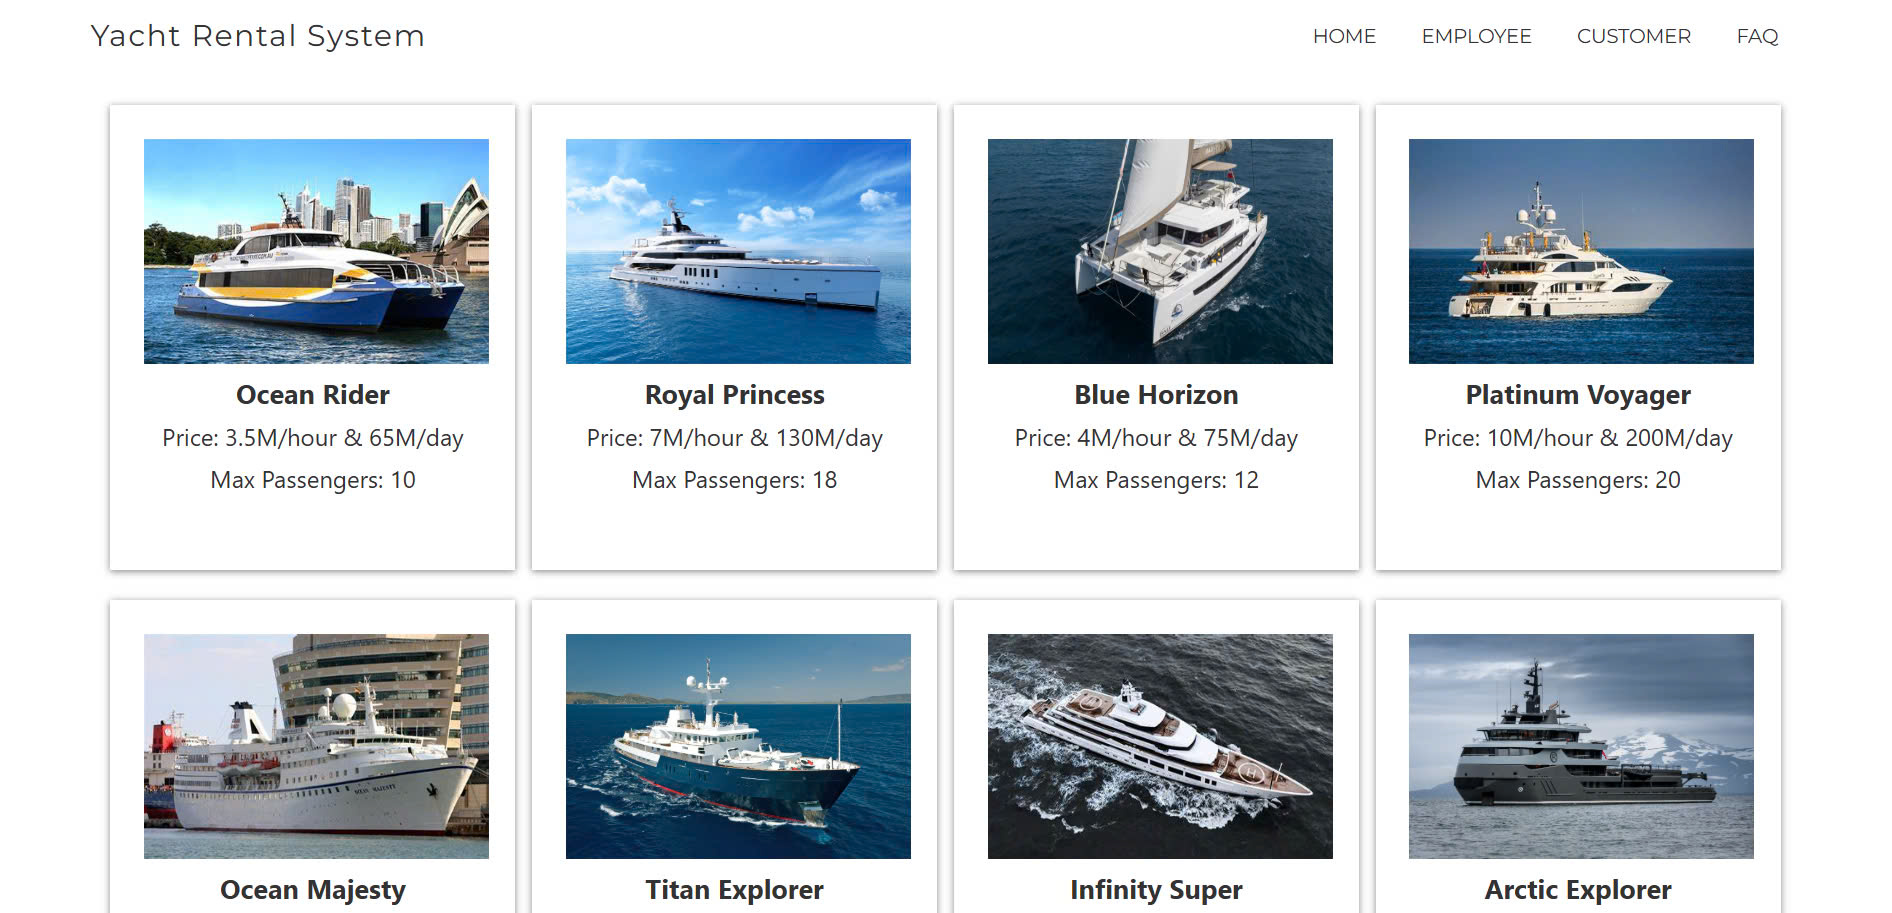 Yacht Rental System
HOME EMPLOYEE CUSTOMER FAQ
Ocean Rider
Price: 3.5M/hour & 65M/day
Max Passengers: 10
Royal Princess
Price: 7M/hour & 130M/day
Max Passengers: 18
Blue Horizon
Price: 4M/hour & 75M/day
Max Passengers: 12
Platinum Voyager
Price: 10M/hour & 200M/day
Max Passengers: 20
OCEAN MAJESTY
Ocean Majesty
Titan Explorer
H
Infinity Super
Arctic Explorer